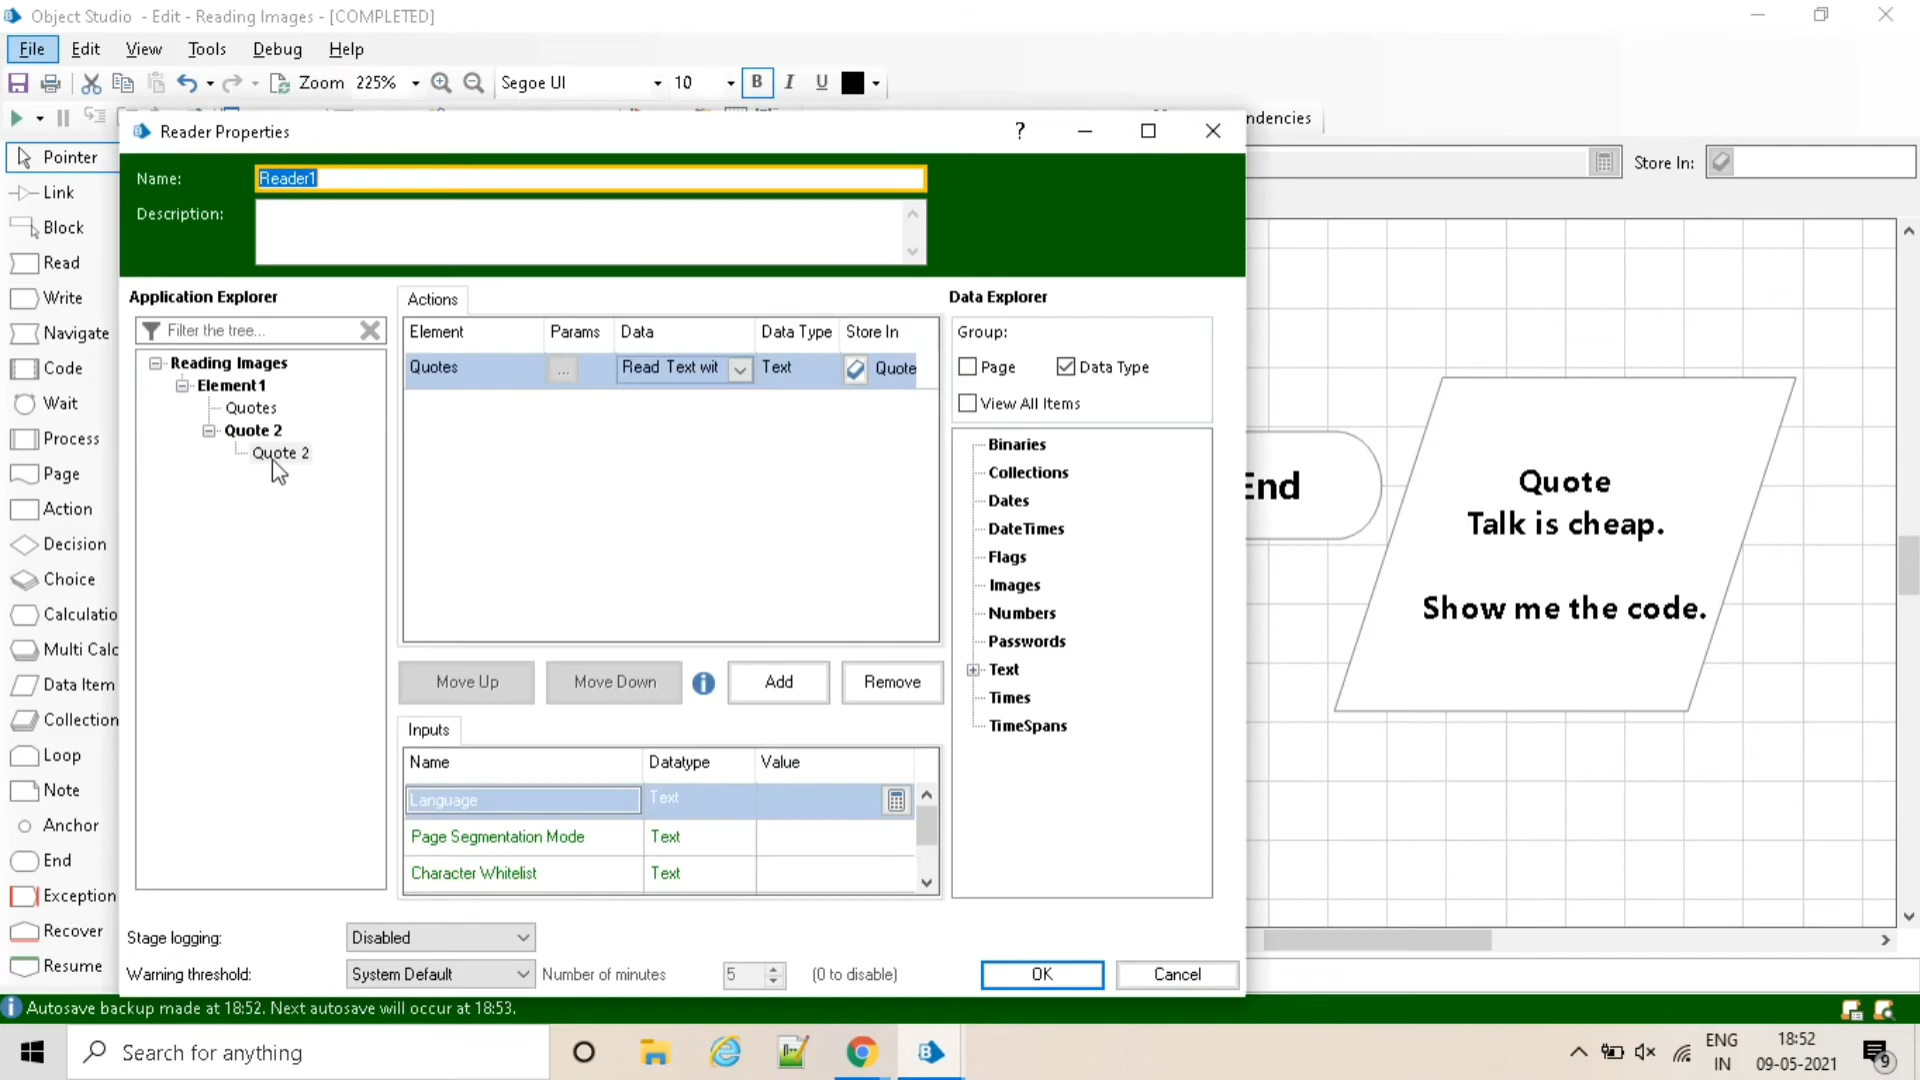 Object Studio - Edit - Reading Images - [COMPLETED]
File Edit View Tools Debug Help
Zoom 225% Segoe UI 10 B I U
Reader Properties ?
ndencies
Pointer
Link
Block
Read
Write
Navigate
Code
Wait
Process
Page
Action
Decision
Choice
Calculatio
Multi Calc
Data Item
Collection
Loop
Note
Anchor
End
Exception
Recover
Resume
Name: Reader1
Description:
Store In:
Application Explorer
Filter the tree...
Reading Images
Element1
Quotes
Quote 2
Quote 2
Actions
Element Params Data Data Type Store In
Quotes ... Read Text wit Text Quote
Move Up Move Down Add Remove
Inputs
Name Datatype Value
Language Text
Page Segmentation Mode Text
Character Whitelist Text
Data Explorer
Group:
Page Data Type
View All Items
Binaries
Collections
Dates
DateTimes
Flags
Images
Numbers
Passwords
Text
Times
TimeSpans
Stage logging: Disabled
Warning threshold: System Default Number of minutes 5 (0 to disable) OK Cancel
End
Quote
Talk is cheap.
Show me the code.
Autosave backup made at 18:52. Next autosave will occur at 18:53.
Search for anything
ENG
IN
18:52
09-05-2021
9